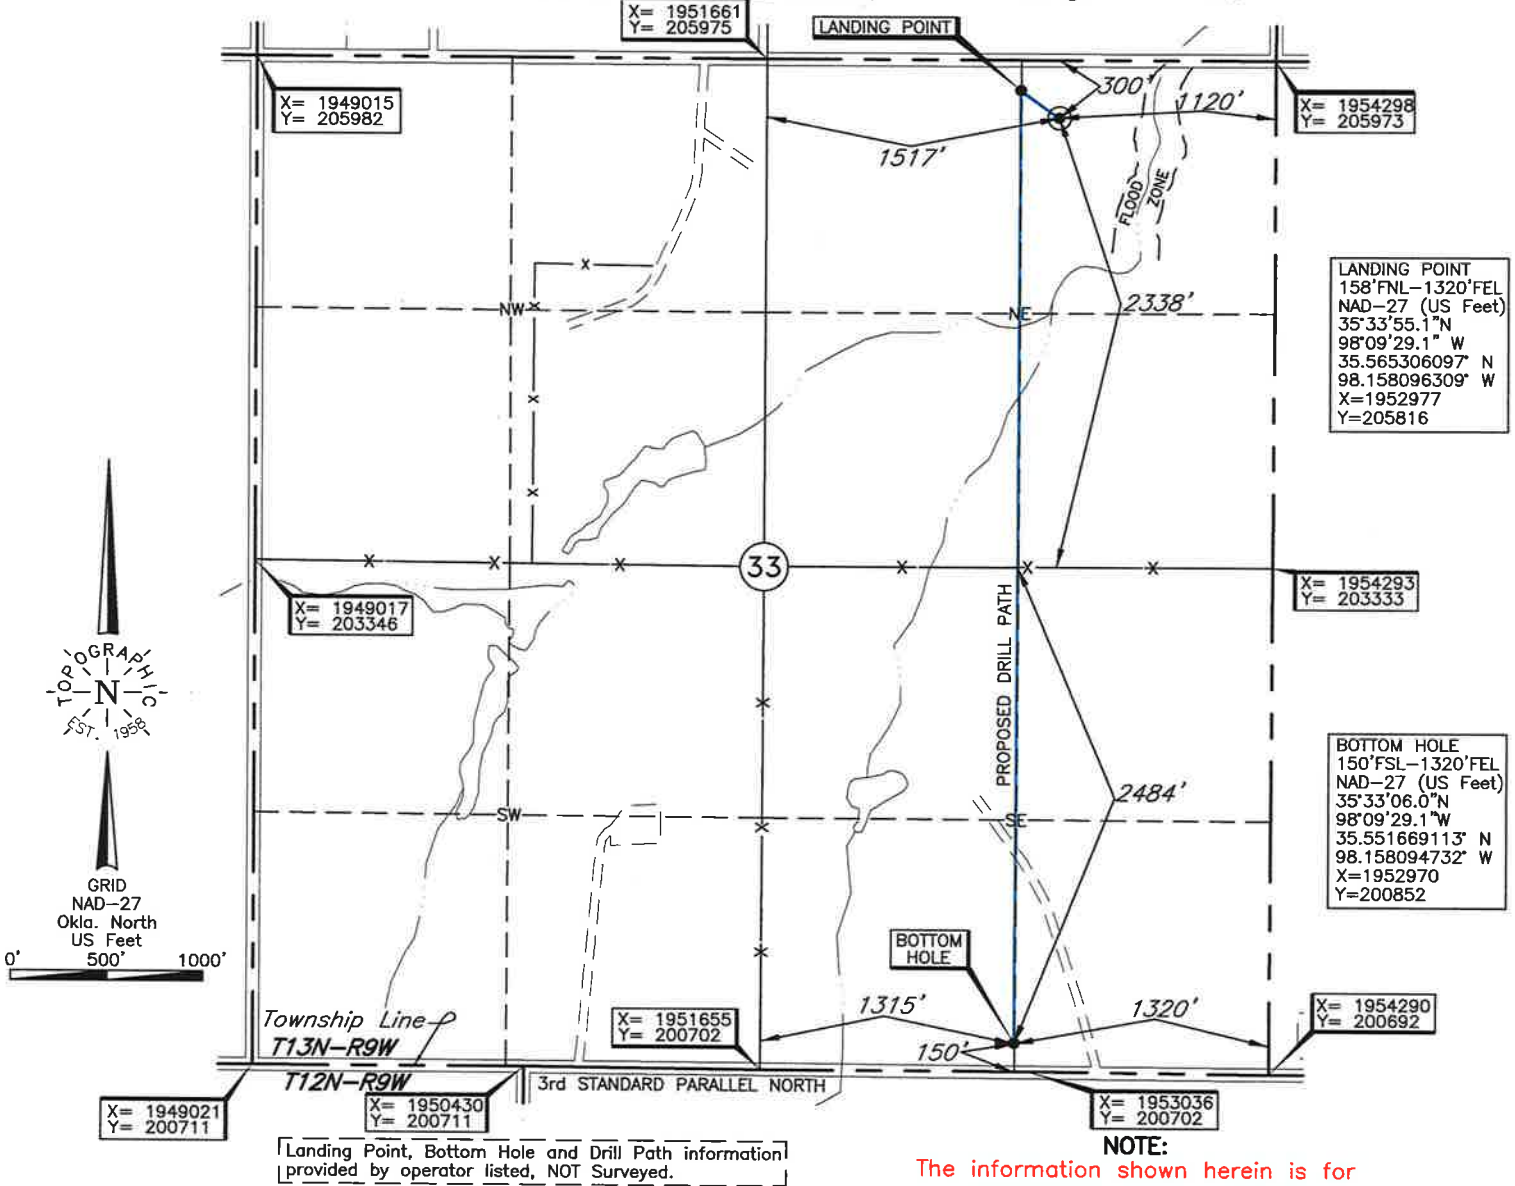 X= 1951661
Y= 205975
LANDING POINT
X= 1949015
Y= 205982
300'
1120'
X= 1954298
Y= 205973
1517'
FLOOD
ZONE
LANDING POINT
158'FNL-1320'FEL
NAD-27 (US Feet)
35°33'55.1"N
98°09'29.1" W
35.565306097° N
98.158096309° W
X=1952977
Y=205816
NW
NE
2338'
33
X= 1949017
Y= 203346
X= 1954293
Y= 203333
PROPOSED DRILL PATH
TOPOGRAPHIC
N
EST. 1958
BOTTOM HOLE
150'FSL-1320'FEL
NAD-27 (US Feet)
35°33'06.0"N
98°09'29.1"W
35.551669113° N
98.158094732° W
X=1952970
Y=200852
2484'
SW
SE
GRID
NAD-27
Okla. North
US Feet
0' 500' 1000'
BOTTOM
HOLE
Township Line
T13N-R9W
T12N-R9W
X= 1951655
Y= 200702
1315'
1320'
150'
X= 1954290
Y= 200692
3rd STANDARD PARALLEL NORTH
X= 1949021
Y= 200711
X= 1950430
Y= 200711
X= 1953036
Y= 200702
Landing Point, Bottom Hole and Drill Path information
provided by operator listed, NOT Surveyed.
NOTE:
The information shown herein is for